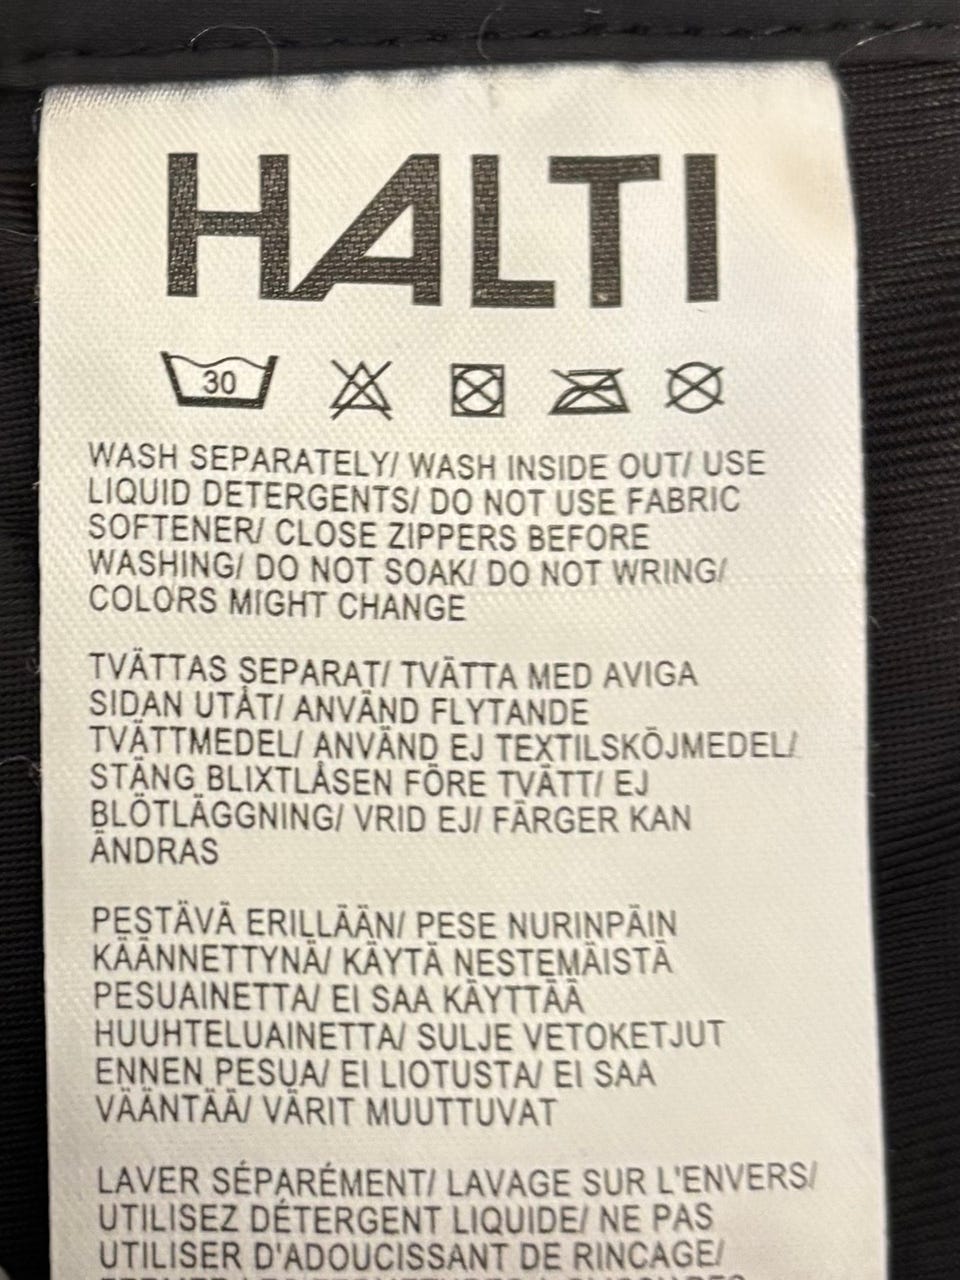 HALTI
30
WASH SEPARATELY/ WASH INSIDE OUT/ USE
LIQUID DETERGENTS/ DO NOT USE FABRIC
SOFTENER/ CLOSE ZIPPERS BEFORE
WASHING/ DO NOT SOAK/ DO NOT WRING/
COLORS MIGHT CHANGE
TVÄTTAS SEPARAT/ TVÄTTA MED AVIGA
SIDAN UTÅT/ ANVÄND FLYTANDE
TVÄTTMEDEL/ ANVÄND EJ TEXTILSKÖJMEDEL/
STÄNG BLIXTLÅSEN FÖRE TVÄTT/ EJ
BLÖTLÄGGNING/ VRID EJ/ FÄRGER KAN
ÄNDRAS
PESTÄVÄ ERILLÄÄN/ PESE NURINPÄIN
KÄÄNNETTYNÄ/ KÄYTÄ NESTEMÄISTÄ
PESUAINETTA/ EI SAA KÄYTTÄÄ
HUUHTELUAINETTA/ SULJE VETOKETJUT
ENNEN PESUA/ EI LIOTUSTA/ EI SAA
VÄÄNTÄÄ/ VÄRIT MUUTTUVAT
LAVER SÉPARÉMENT/ LAVAGE SUR L'ENVERS/
UTILISEZ DÉTERGENT LIQUIDE/ NE PAS
UTILISER D'ADOUCISSANT DE RINCAGE/